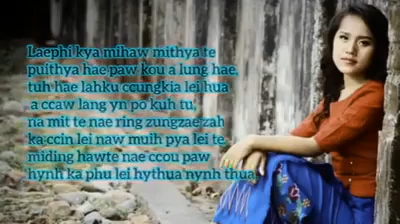 Laephi kya mihaw mithya te
puithya hae paw kou a lung hae,
tuh hae lahku ccungkia lei hua
a ccaw lang yn po kuh tu,
na mit te nae ring zungzae zah
ka ccin lei naw muih pya lei te
miding hawte nae ccou paw
hynh ka phu lei hythua nynh thua